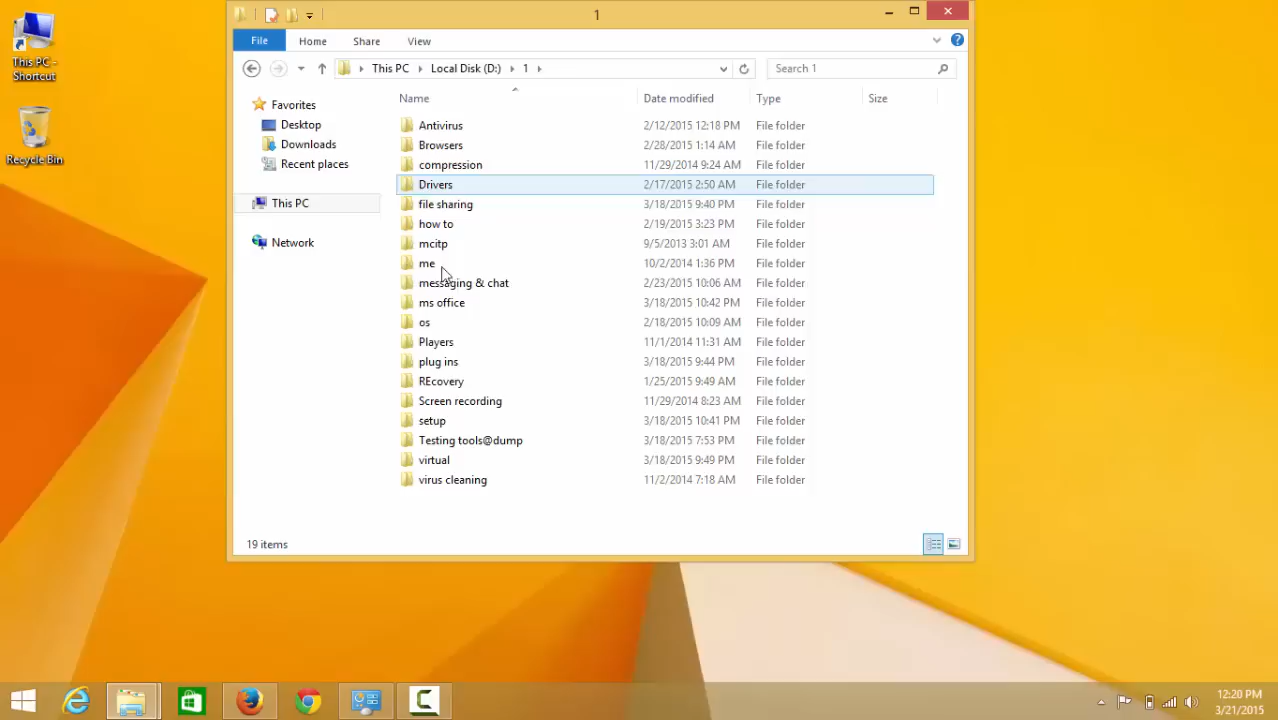 This PC -
Shortcut
Recycle Bin
1
File Home Share View
This PC Local Disk (D:) 1
Search 1
Favorites
Desktop
Downloads
Recent places
This PC
Network
Name Date modified Type Size
Antivirus 2/12/2015 12:18 PM File folder
Browsers 2/28/2015 1:14 AM File folder
compression 11/29/2014 9:24 AM File folder
Drivers 2/17/2015 2:50 AM File folder
file sharing 3/18/2015 9:40 PM File folder
how to 2/19/2015 3:23 PM File folder
mcitp 9/5/2013 3:01 AM File folder
me 10/2/2014 1:36 PM File folder
messaging & chat 2/23/2015 10:06 AM File folder
ms office 3/18/2015 10:42 PM File folder
os 2/18/2015 10:09 AM File folder
Players 11/1/2014 11:31 AM File folder
plug ins 3/18/2015 9:44 PM File folder
REcovery 1/25/2015 9:49 AM File folder
Screen recording 11/29/2014 8:23 AM File folder
setup 3/18/2015 10:41 PM File folder
Testing tools@dump 3/18/2015 7:53 PM File folder
virtual 3/18/2015 9:49 PM File folder
virus cleaning 11/2/2014 7:18 AM File folder
19 items
12:20 PM
3/21/2015